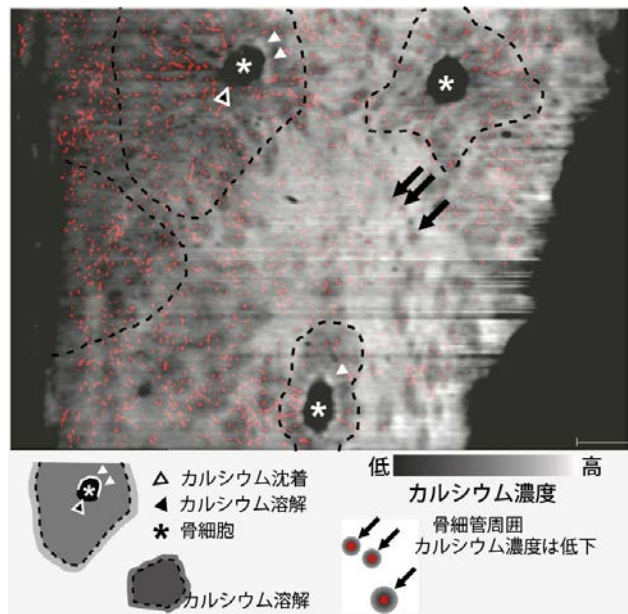 *
*
*
低
高
カルシウム濃度
*
カルシウム沈着
カルシウム溶解
* 骨細胞
カルシウム溶解
骨細管周囲
カルシウム濃度は低下